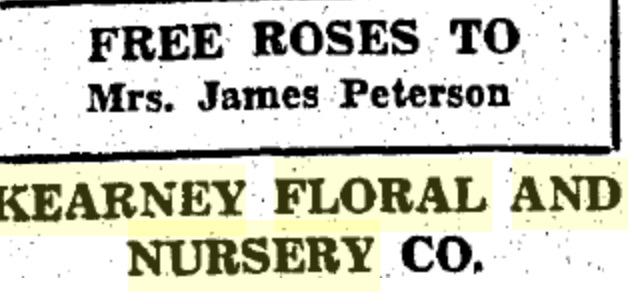 FREE ROSES TO
Mrs. James Peterson
KEARNEY FLORAL AND
NURSERY CO.